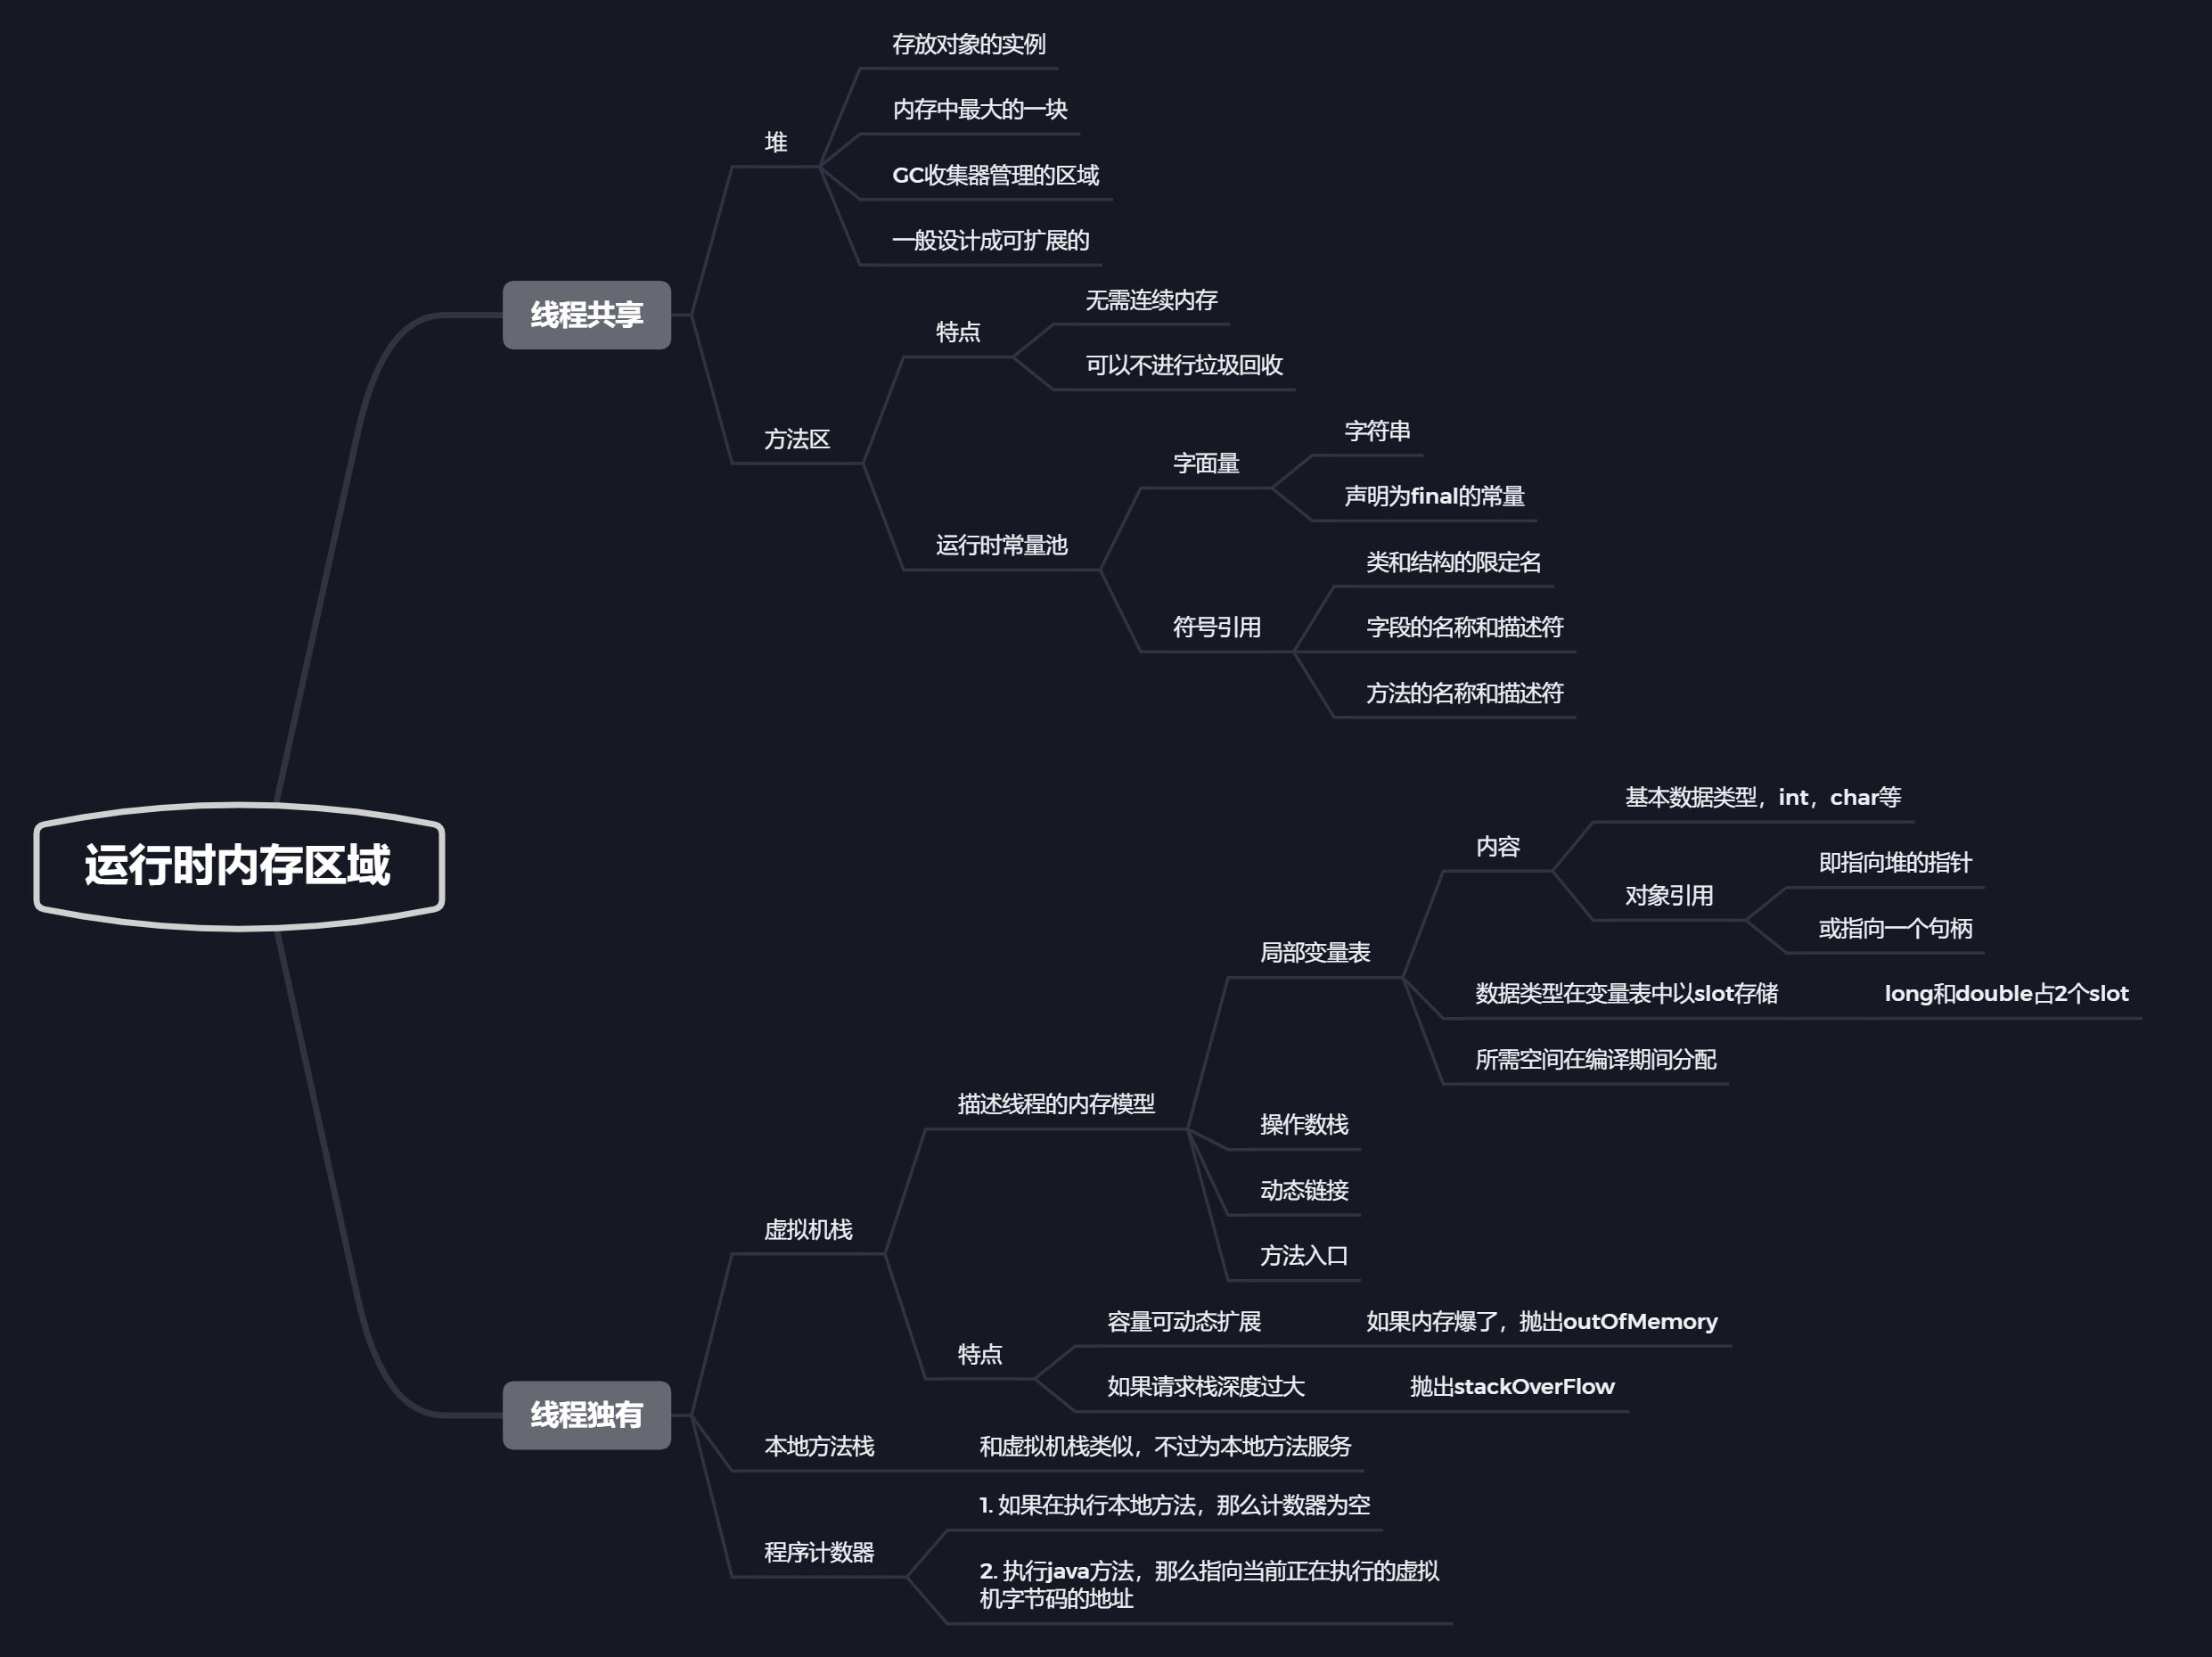 运行时内存区域
线程共享
堆
存放对象的实例
内存中最大的一块
GC收集器管理的区域
一般设计成可扩展的
方法区
特点
无需连续内存
可以不进行垃圾回收
运行时常量池
字面量
字符串
声明为final的常量
符号引用
类和结构的限定名
字段的名称和描述符
方法的名称和描述符
线程独有
虚拟机栈
描述线程的内存模型
局部变量表
内容
基本数据类型，int，char等
对象引用
即指向堆的指针
或指向一个句柄
数据类型在变量表中以slot存储
long和double占2个slot
所需空间在编译期间分配
操作数栈
动态链接
方法入口
特点
容量可动态扩展
如果内存爆了，抛出outOfMemory
如果请求栈深度过大
抛出stackOverFlow
本地方法栈
和虚拟机栈类似，不过为本地方法服务
程序计数器
1. 如果在执行本地方法，那么计数器为空
2. 执行java方法，那么指向当前正在执行的虚拟
机字节码的地址